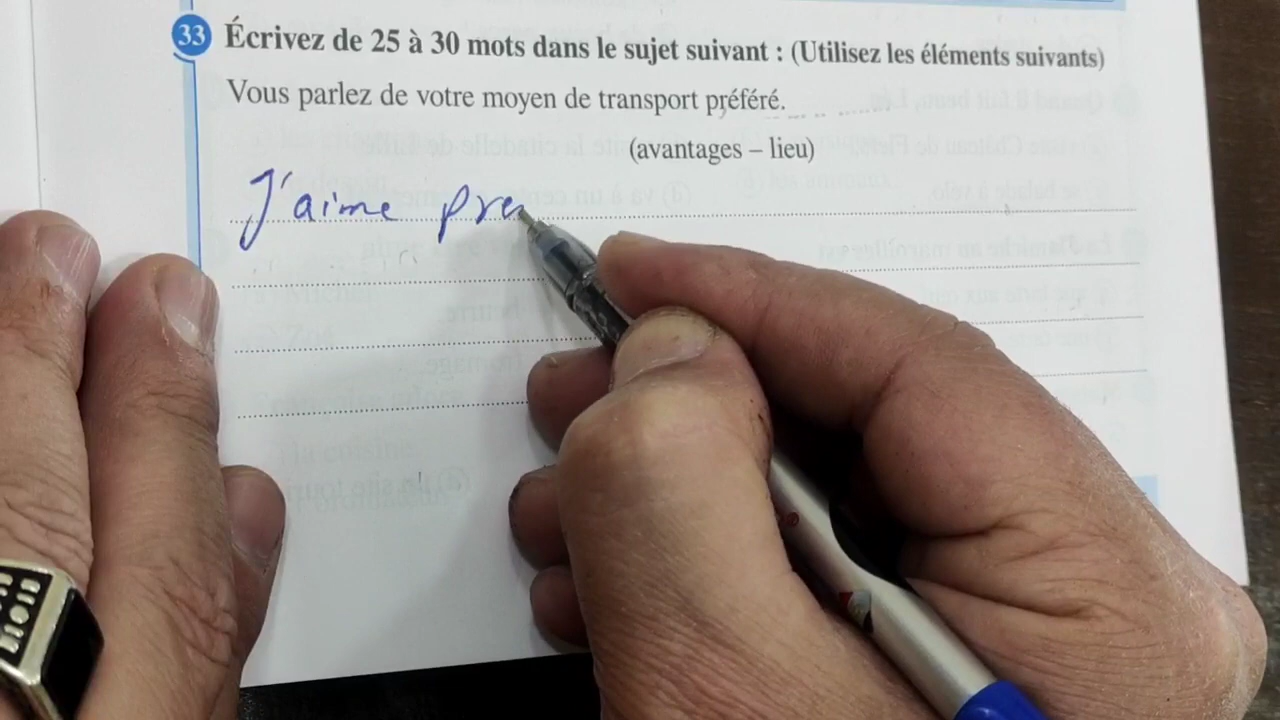 33 Écrivez de 25 à 30 mots dans le sujet suivant : (Utilisez les éléments suivants)
Vous parlez de votre moyen de transport préféré.
(avantages – lieu)
J'aime pren